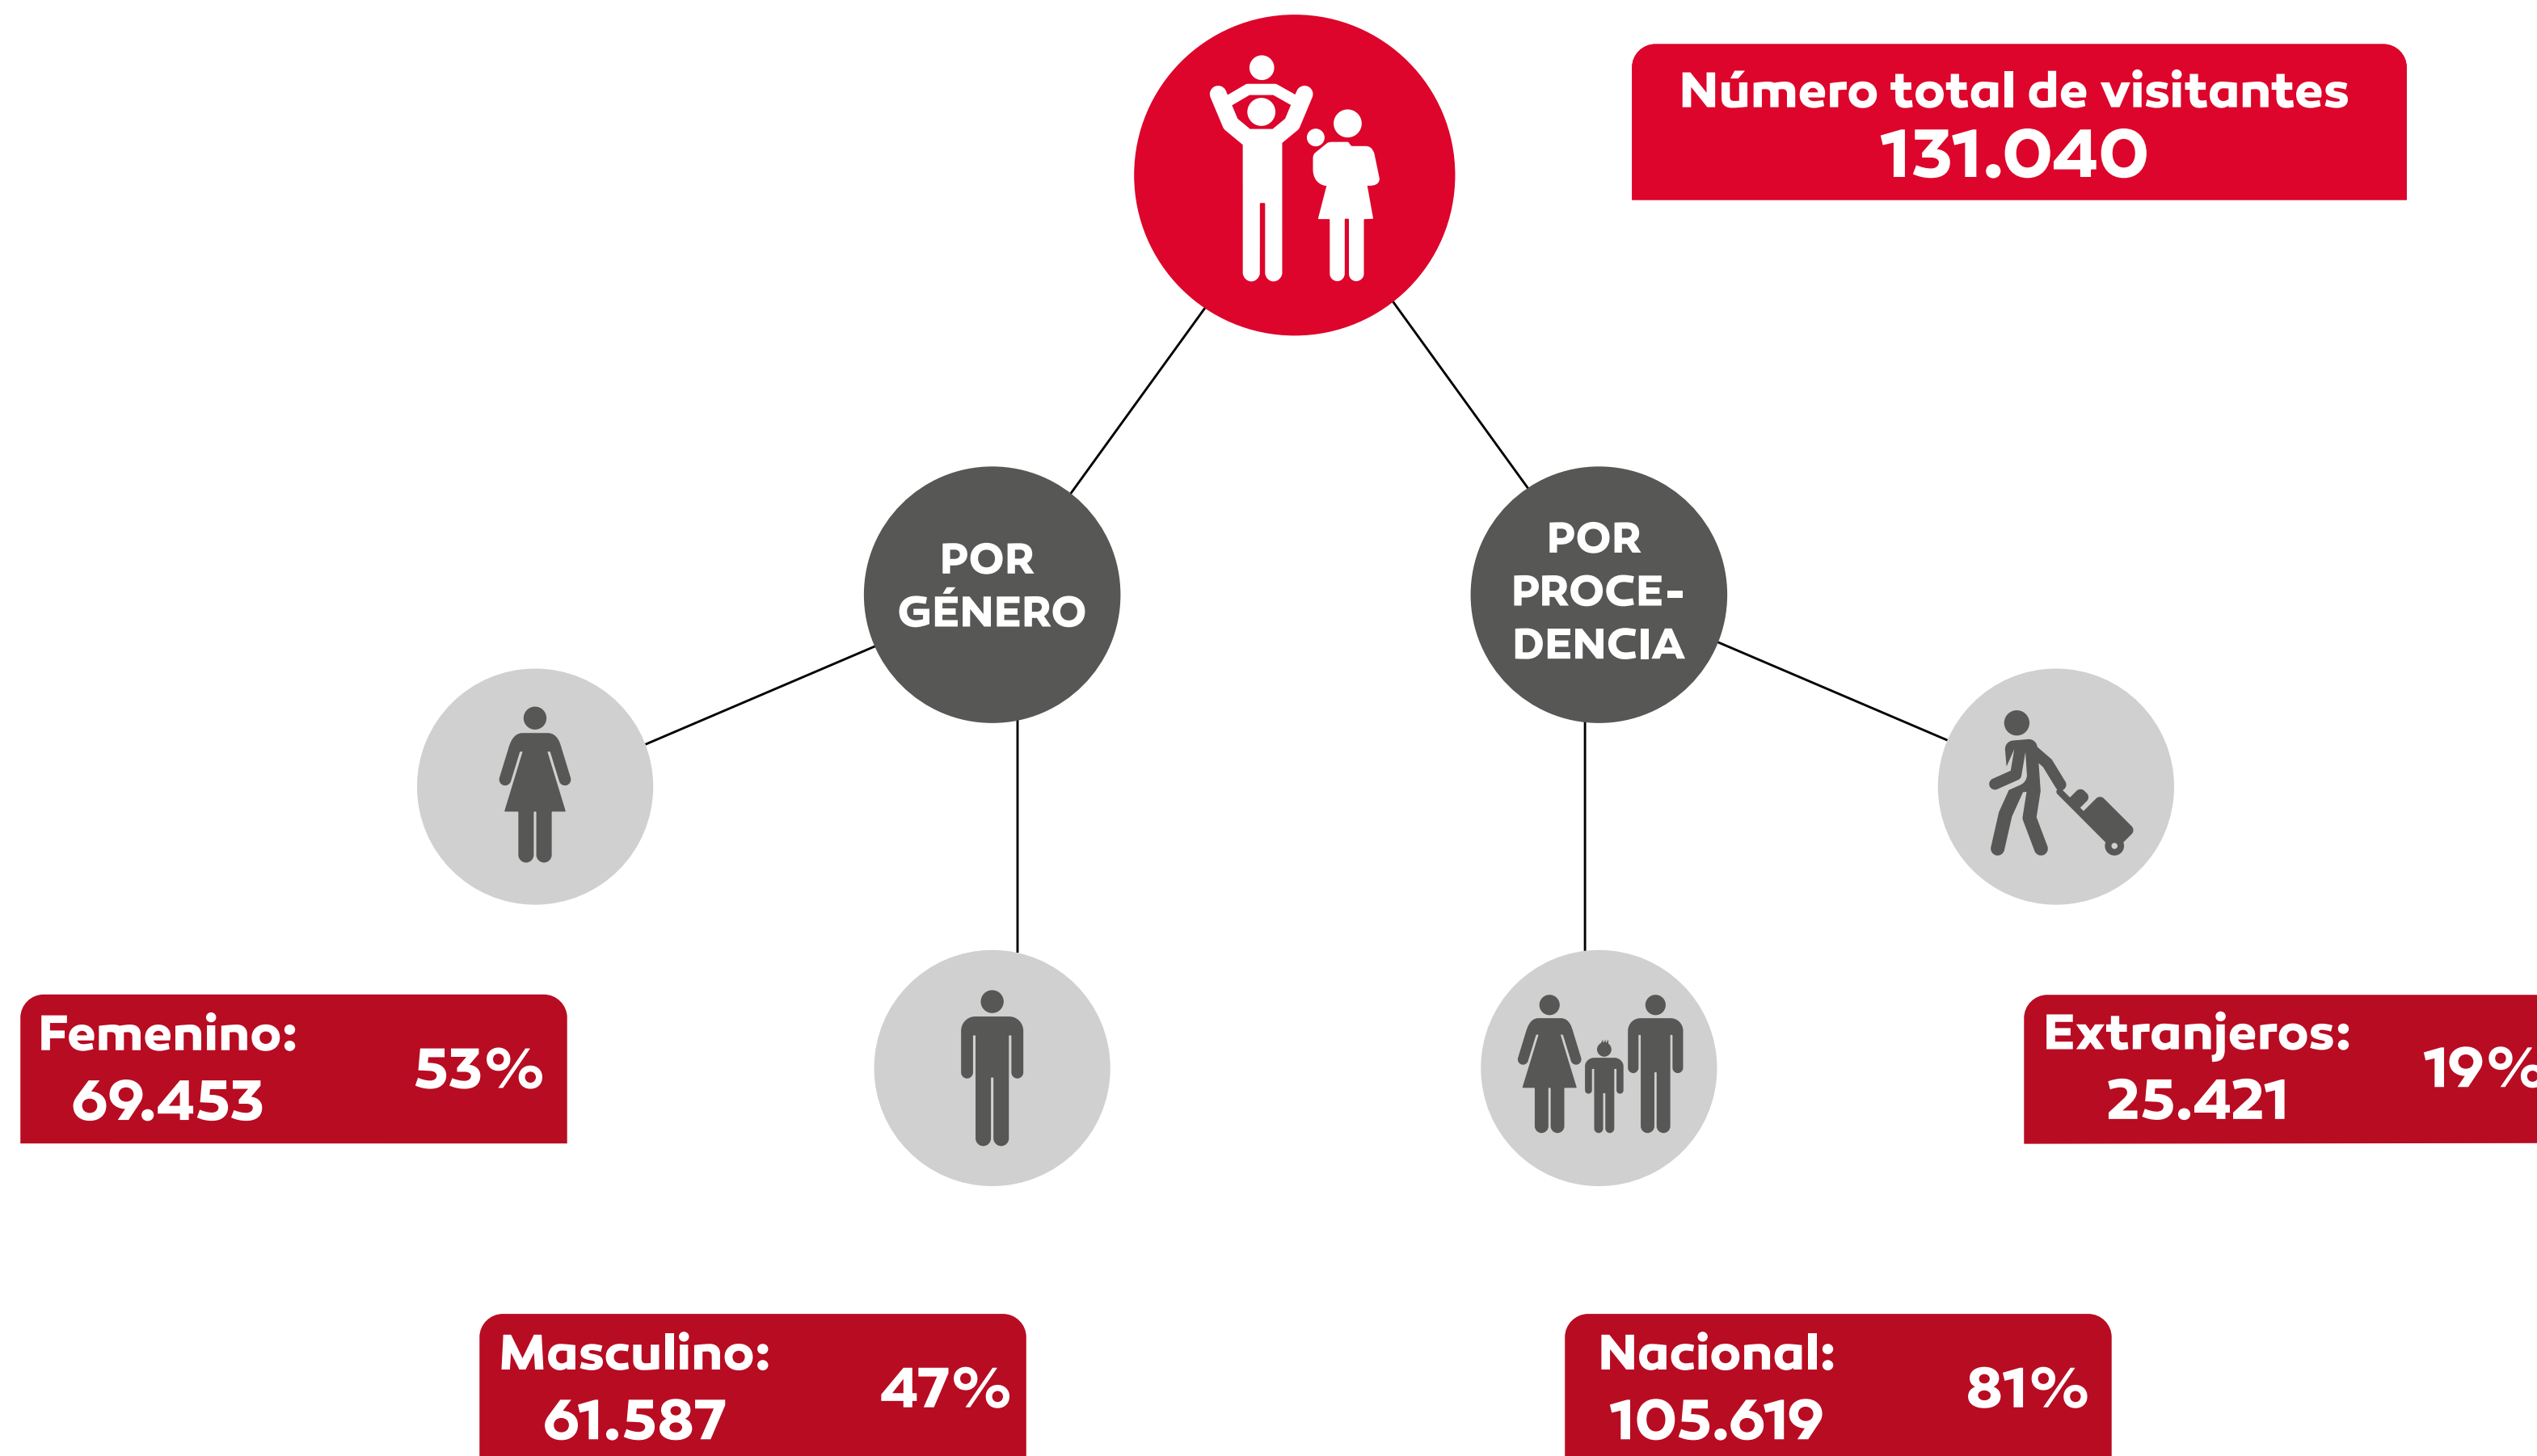 Número total de visitantes
131.040
POR
GÉNERO
POR
PROCE-
DENCIA
Femenino:
69.453
53%
Extranjeros:
25.421
19%
Masculino:
61.587
47%
Nacional:
105.619
81%